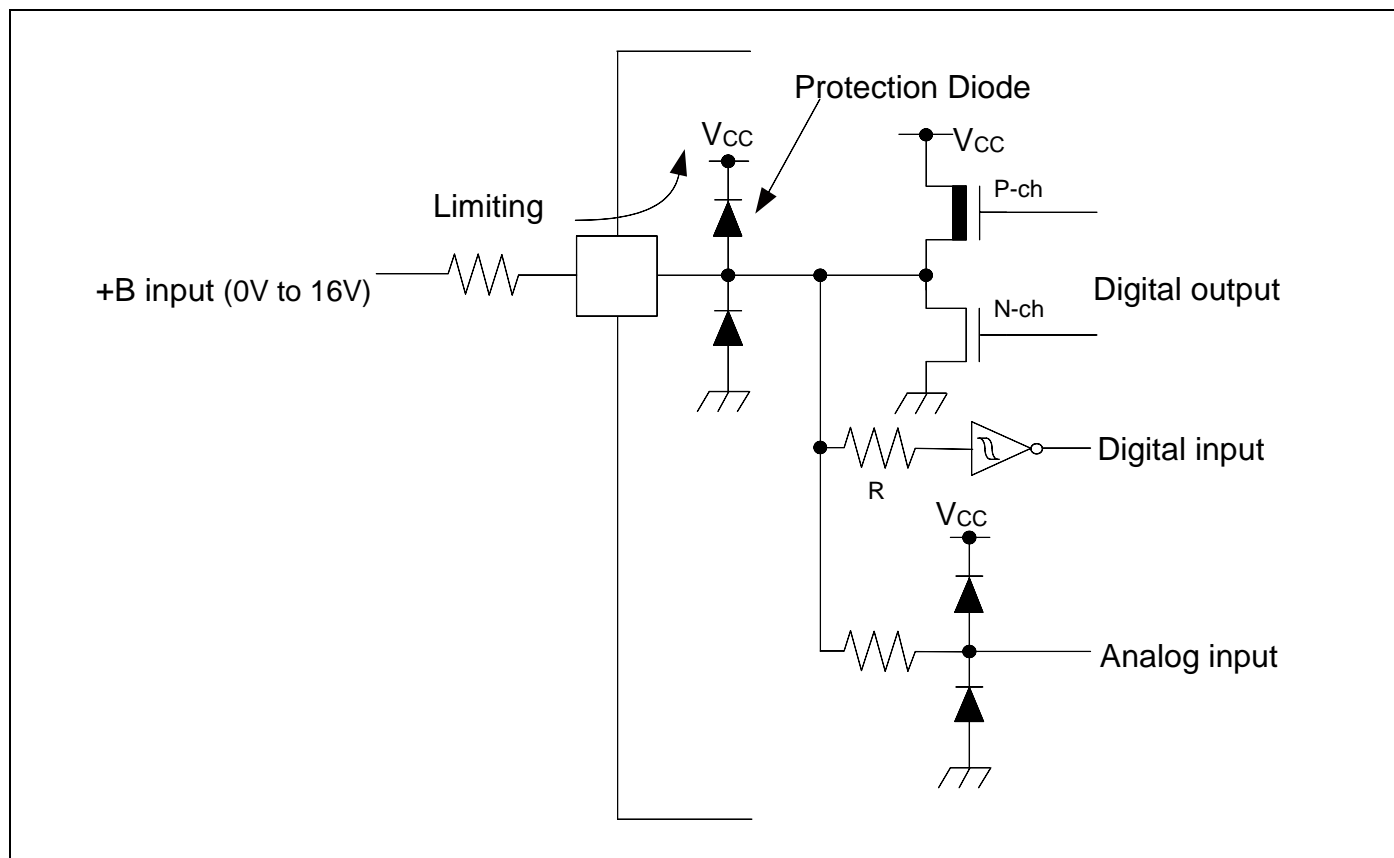 Protection Diode
VCC
VCC
P-ch
Limiting
+B input (0V to 16V)
Digital output
N-ch
Digital input
R
VCC
Analog input